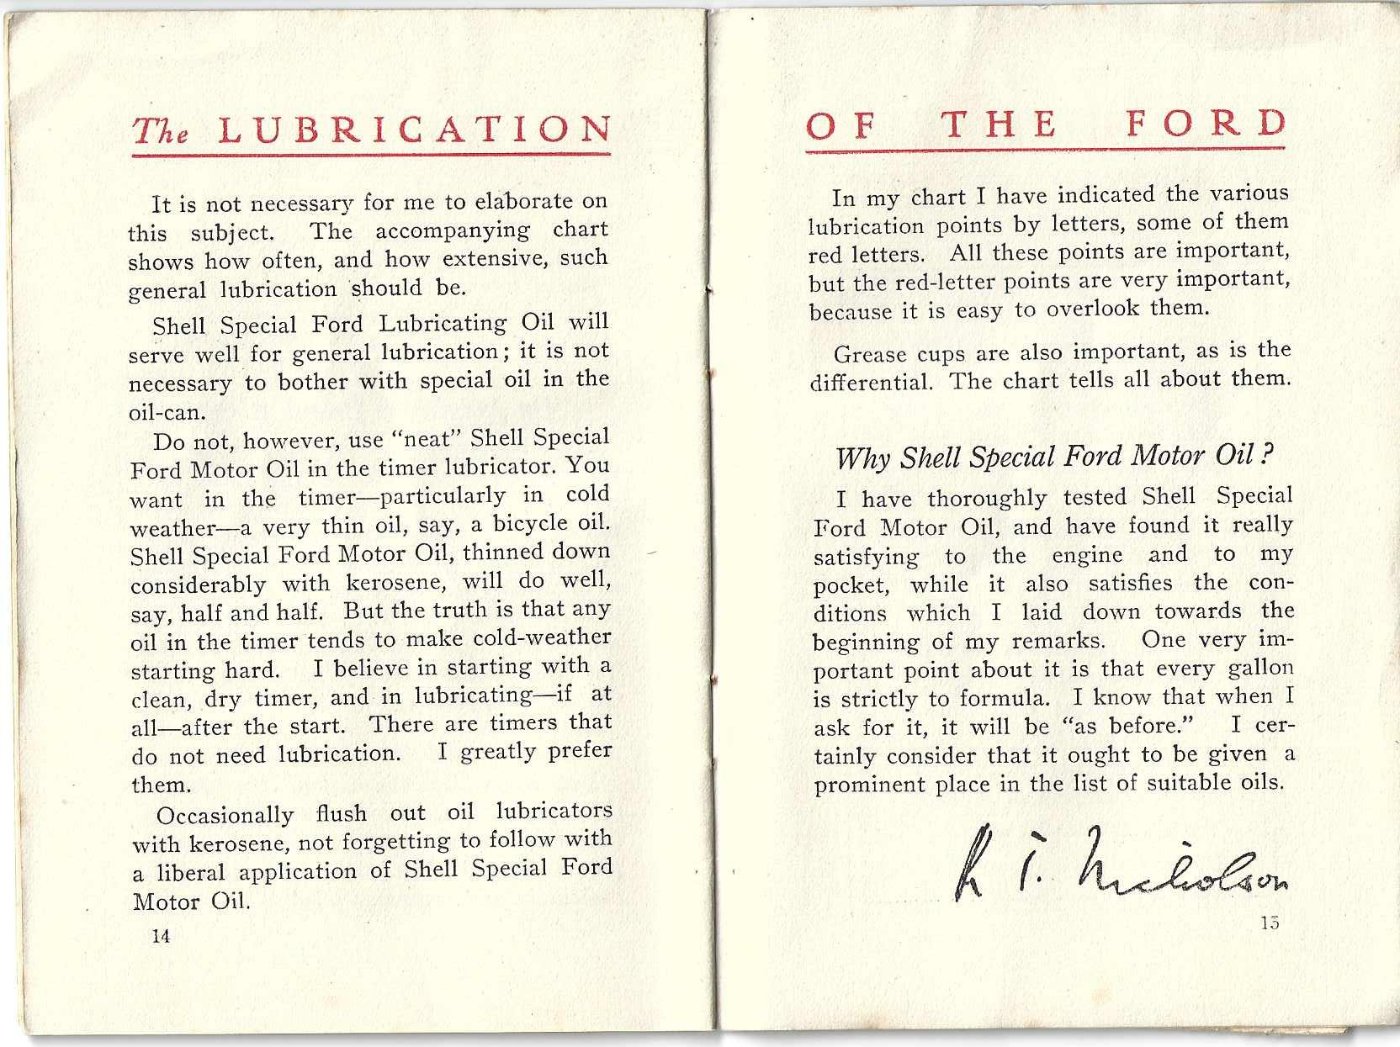 The LUBRICATION
It is not necessary for me to elaborate on
this subject. The accompanying chart
shows how often, and how extensive, such
general lubrication should be.
Shell Special Ford Lubricating Oil will
serve well for general lubrication; it is not
necessary to bother with special oil in the
oil-can.
Do not, however, use “neat” Shell Special
Ford Motor Oil in the timer lubricator. You
want in the timer—particularly in cold
weather—a very thin oil, say, a bicycle oil.
Shell Special Ford Motor Oil, thinned down
considerably with kerosene, will do well,
say, half and half. But the truth is that any
oil in the timer tends to make cold-weather
starting hard. I believe in starting with a
clean, dry timer, and in lubricating—if at
all—after the start. There are timers that
do not need lubrication. I greatly prefer
them.
Occasionally flush out oil lubricators
with kerosene, not forgetting to follow with
a liberal application of Shell Special Ford
Motor Oil.
14
OF THE FORD
In my chart I have indicated the various
lubrication points by letters, some of them
red letters. All these points are important,
but the red-letter points are very important,
because it is easy to overlook them.
Grease cups are also important, as is the
differential. The chart tells all about them.
Why Shell Special Ford Motor Oil?
I have thoroughly tested Shell Special
Ford Motor Oil, and have found it really
satisfying to the engine and to my
pocket, while it also satisfies the con-
ditions which I laid down towards the
beginning of my remarks. One very im-
portant point about it is that every gallon
is strictly to formula. I know that when I
ask for it, it will be “as before.” I cer-
tainly consider that it ought to be given a
prominent place in the list of suitable oils.
R T. Nicholson
15